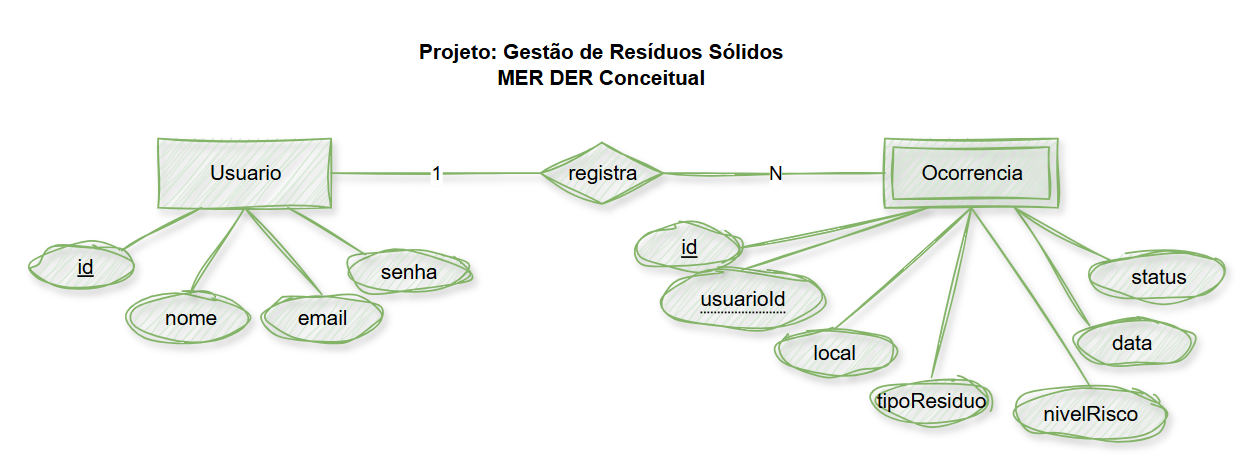 Projeto: Gestão de Resíduos Sólidos
MER DER Conceitual
Usuario
1
registra
N
Ocorrencia
id
nome
email
senha
id
usuarioId
local
tipoResiduo
nivelRisco
data
status